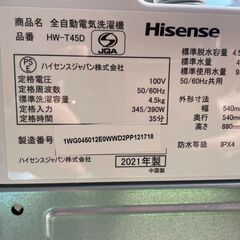 商品名 全自動電気洗濯機
HW-T45D
JQA
Hisense
PS
E
ハイセンスジャパン株式会社
定格電圧 100V
定格周波数 50/60Hz
標準洗濯容量 4.5kg
定格消費電力 345/390W
定格時間 35分
製造番号
1WG045012E0WWD2PP121718
ハイセンスジャパン株式会社
2021年製
中国製
標準脱水容量 4.5
標準水量
標準使用水量
50/60Hz共用
外形寸法
幅 540mm
奥行 540mm
高さ 880mm
防水等級 IPX4